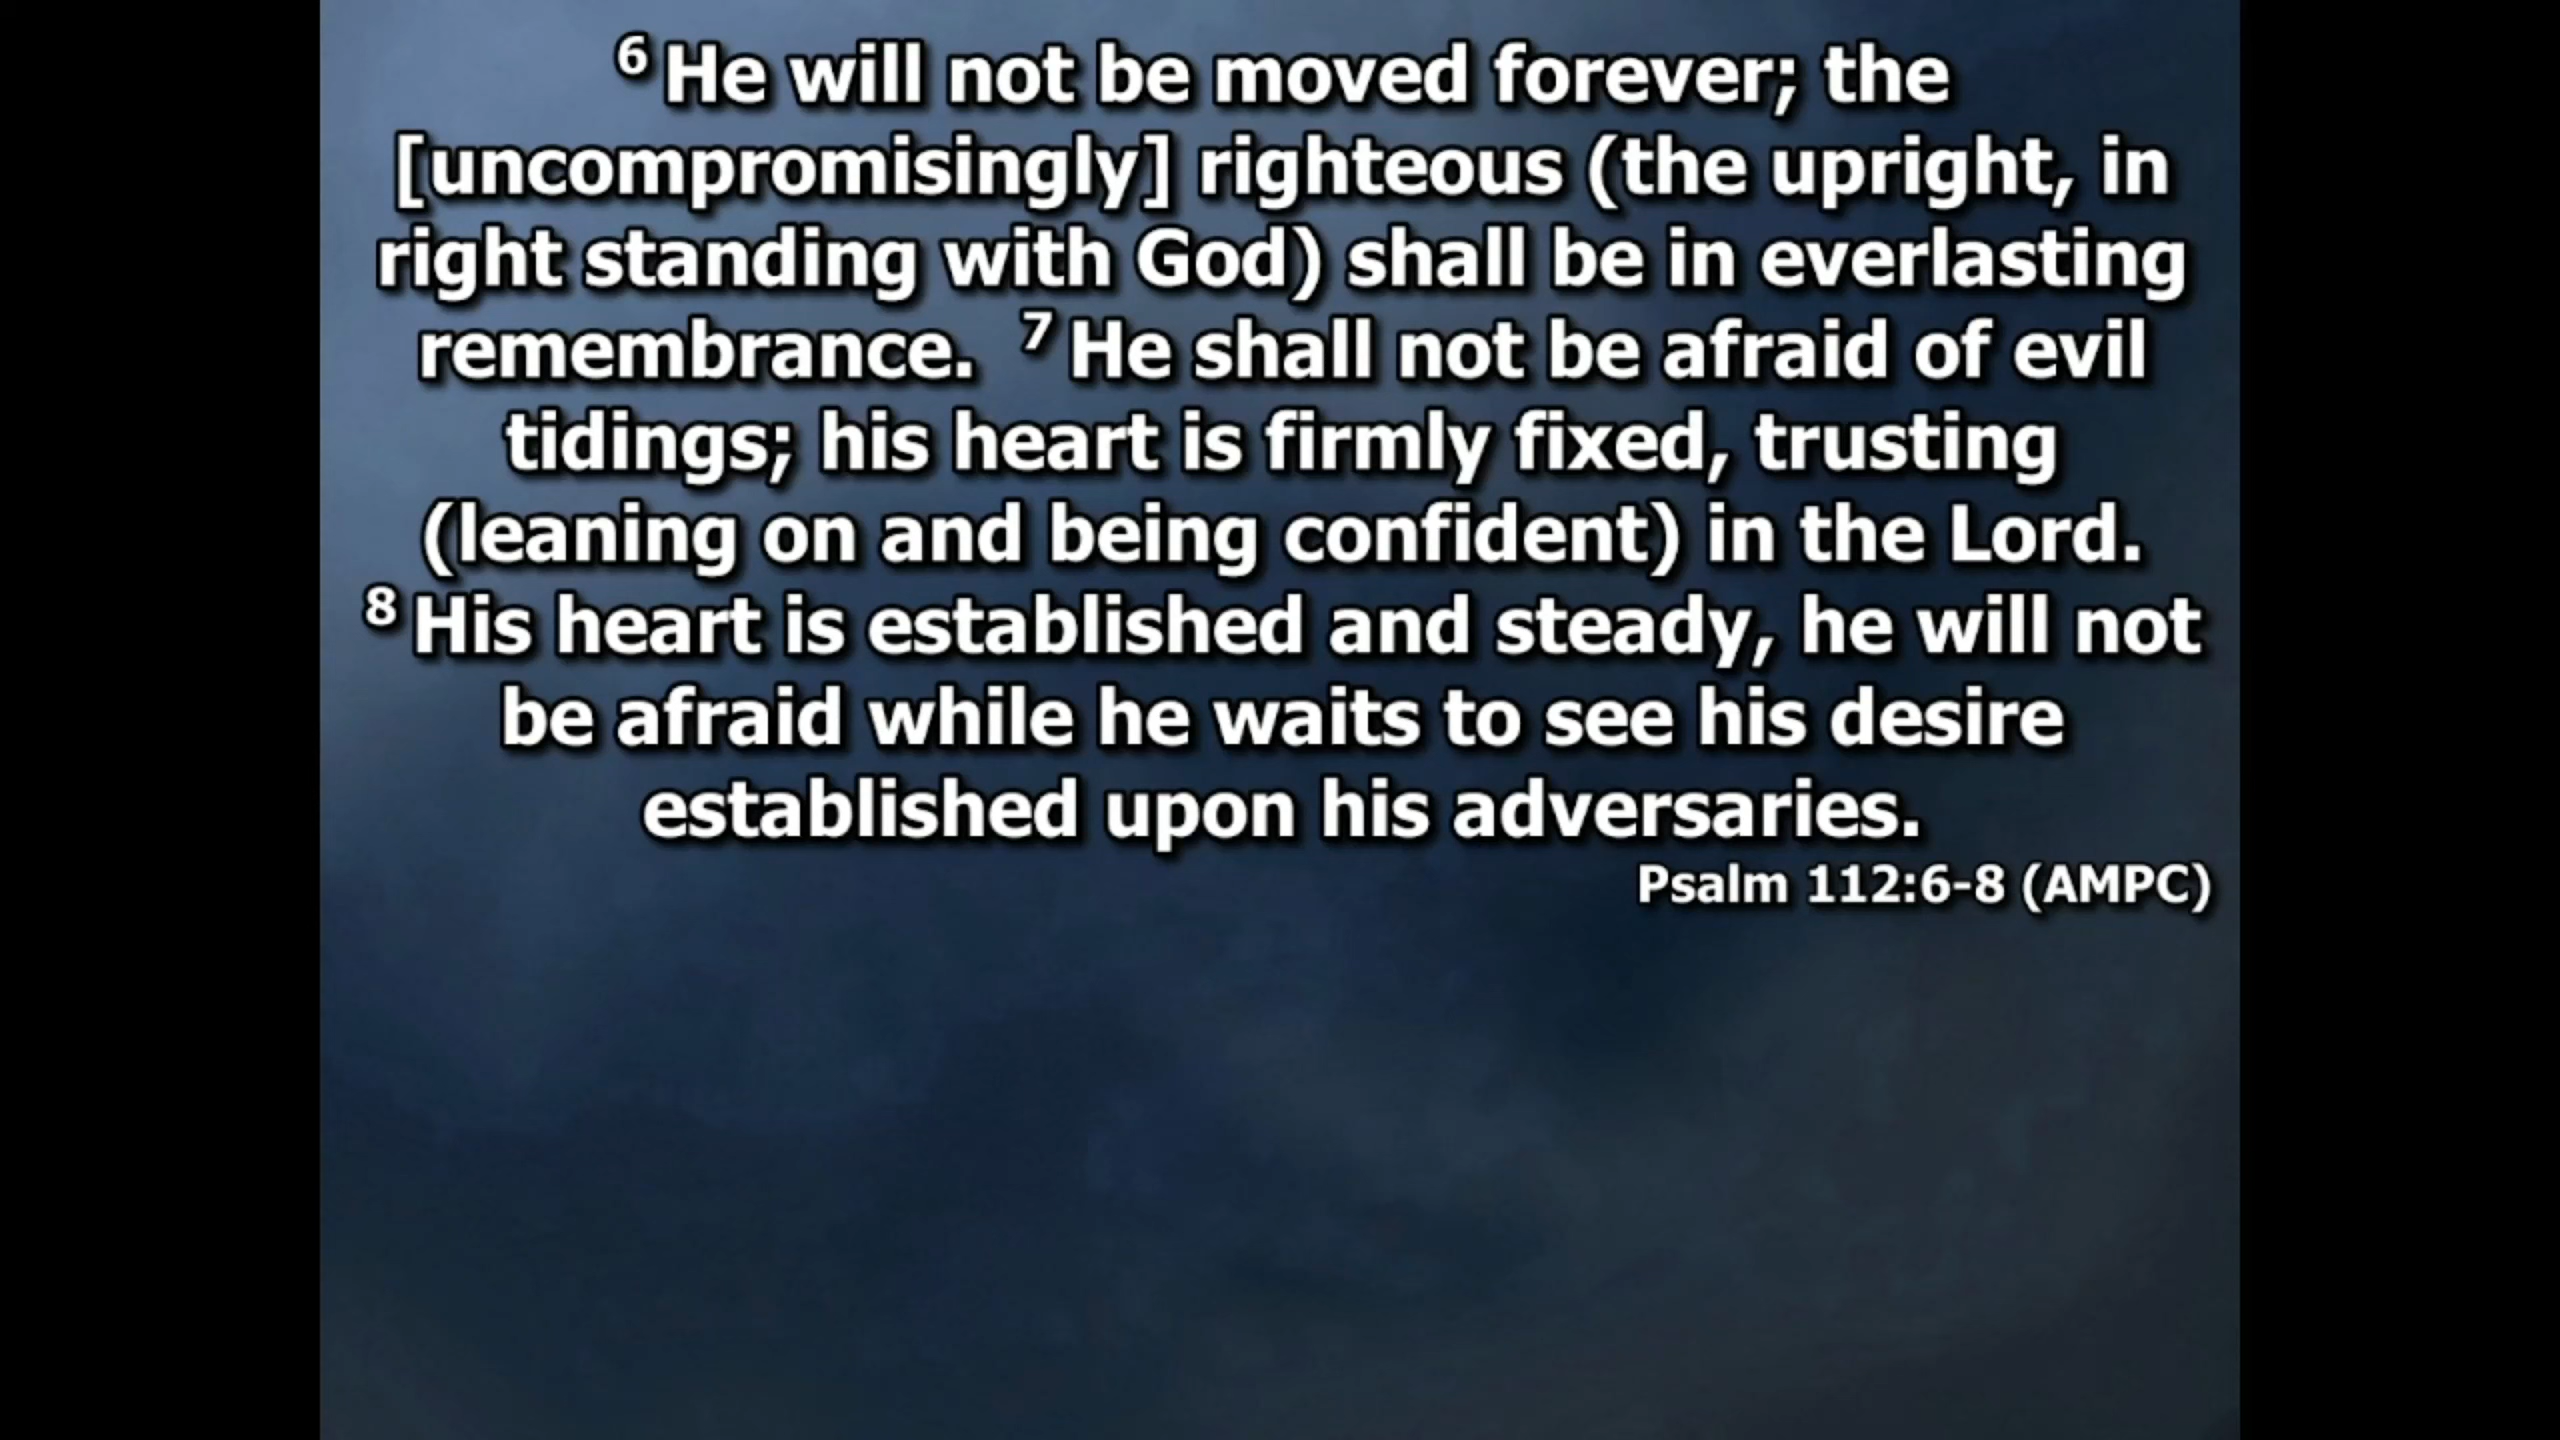 6 He will not be moved forever; the
[uncompromisingly] righteous (the upright, in
right standing with God) shall be in everlasting
remembrance. 7 He shall not be afraid of evil
tidings; his heart is firmly fixed, trusting
(leaning on and being confident) in the Lord.
8 His heart is established and steady, he will not
be afraid while he waits to see his desire
established upon his adversaries.
Psalm 112:6-8 (AMPC)